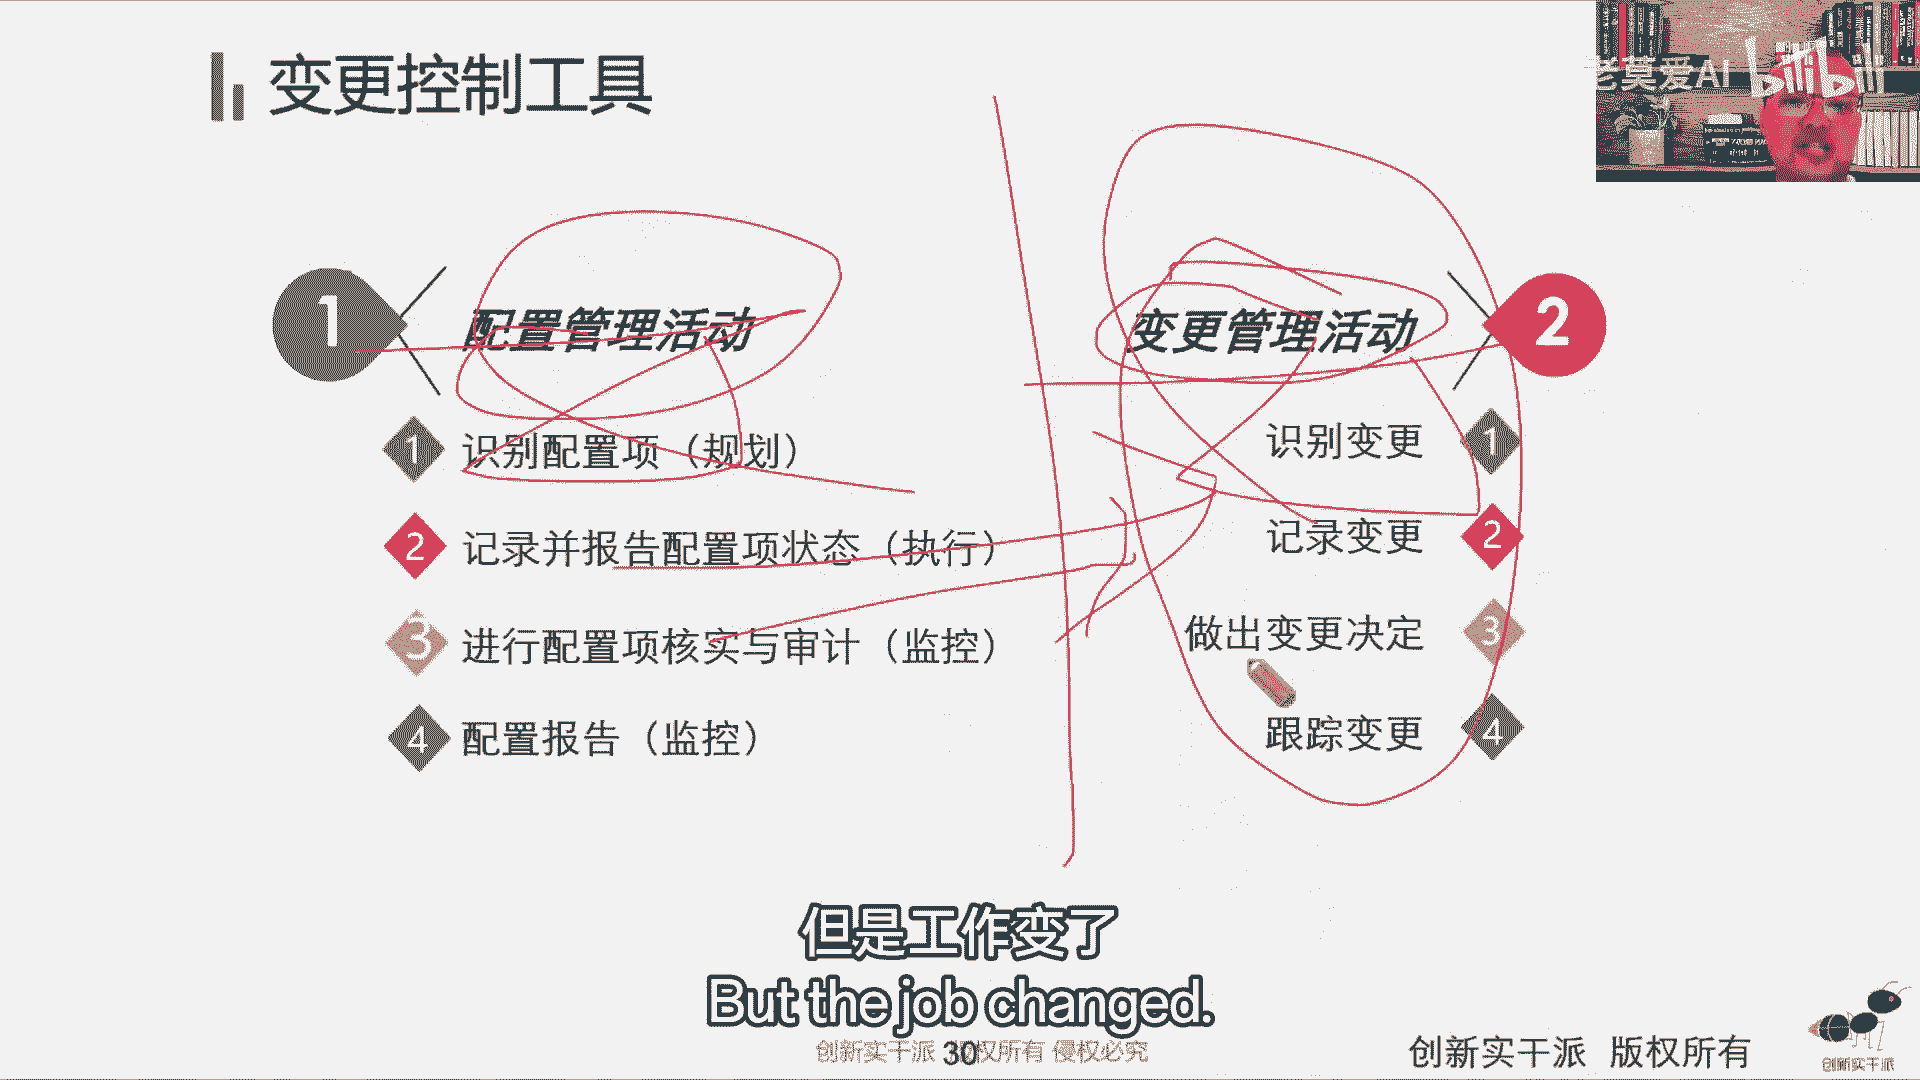 变更控制工具
老莫爱AI
bilibili
1
配置管理活动
1 识别配置项（规划）
2 记录并报告配置项状态（执行）
3 进行配置项核实与审计（监控）
4 配置报告（监控）
变更管理活动
2
识别变更 1
记录变更 2
做出变更决定 3
跟踪变更 4
但是工作变了
But the job changed.
创新实干派 版权所有 侵权必究
30
创新实干派 版权所有
创新实干派